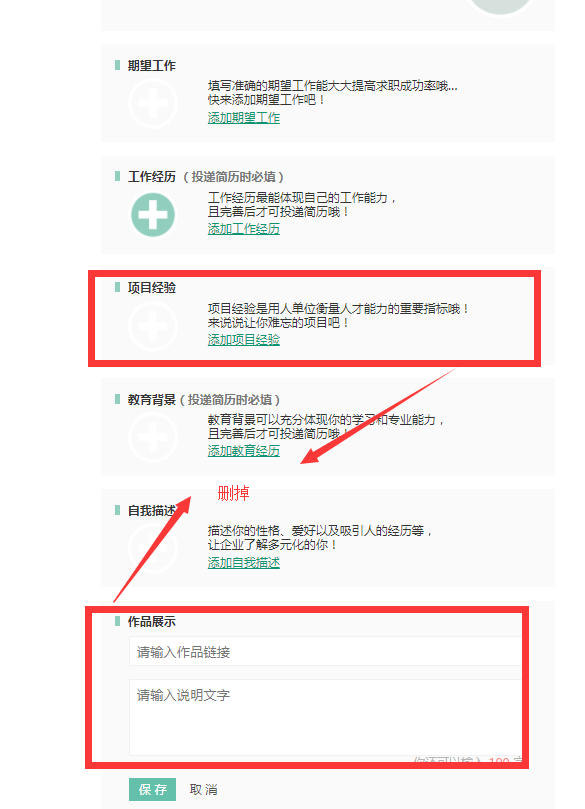 期望工作
填写准确的期望工作能大大提高求职成功率哦...
快来添加期望工作吧！
添加期望工作
工作经历 （投递简历时必填）
工作经历最能体现自己的工作能力，
且完善后才可投递简历哦！
添加工作经历
项目经验
项目经验是用人单位衡量人才能力的重要指标哦！
来说说让你难忘的项目吧！
添加项目经验
教育背景（投递简历时必填）
教育背景可以充分体现你的学习和专业能力，
且完善后才可投递简历哦！
添加教育经历
删掉
自我描述
描述你的性格、爱好以及吸引人的经历等，
让企业了解多元化的你！
添加自我描述
作品展示
请输入作品链接
请输入说明文字
你还可以输入 100 字
保 存 取 消